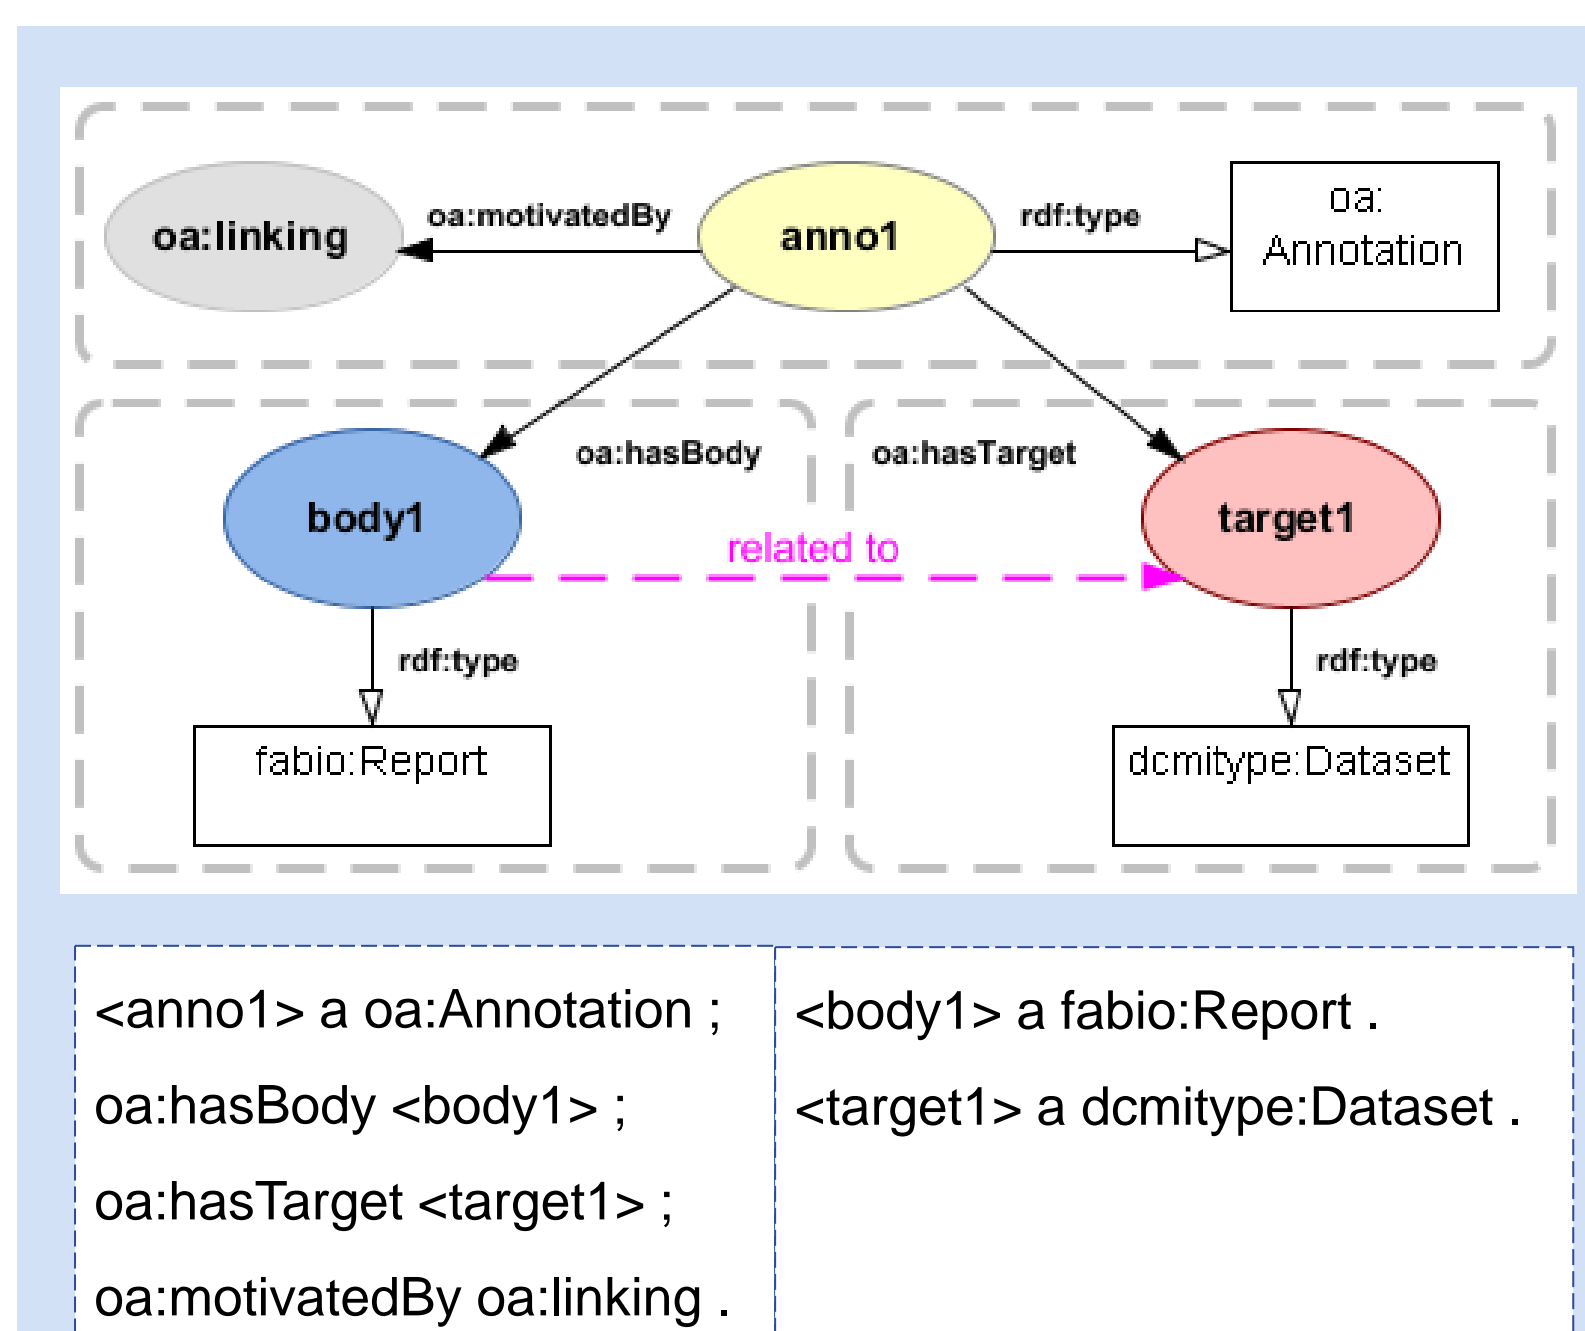 oa:linking
oa:motivatedBy
anno1
rdf:type
oa:
Annotation
oa:hasBody
oa:hasTarget
body1
related to
target1
rdf:type
rdf:type
fabio:Report
dcmitype:Dataset
<anno1> a oa:Annotation ;
oa:hasBody <body1> ;
oa:hasTarget <target1> ;
oa:motivatedBy oa:linking .
<body1> a fabio:Report .
<target1> a dcmitype:Dataset .